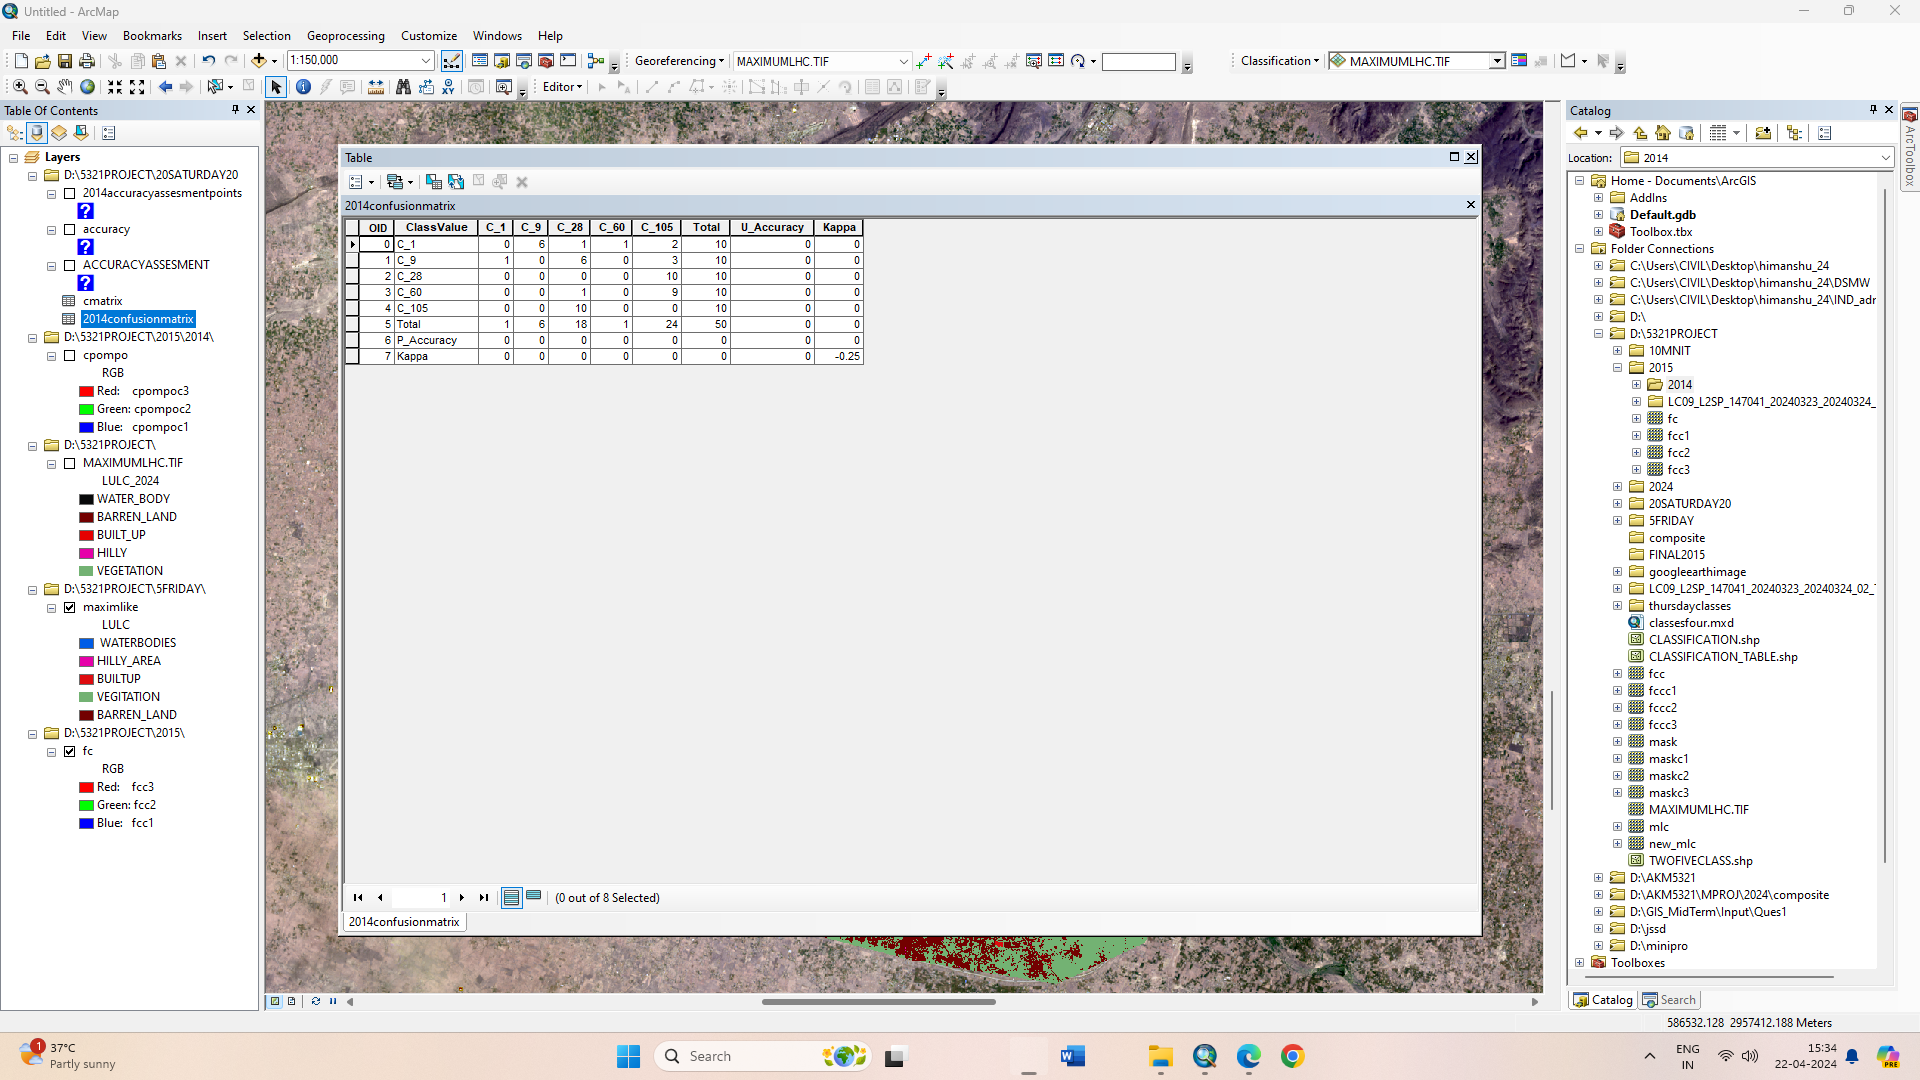 Untitled - ArcMap
File Edit View Bookmarks Insert Selection Geoprocessing Customize Windows Help
1:150,000 Georeferencing MAXIMUMLHC.TIF Classification MAXIMUMLHC.TIF
Editor
Table Of Contents
Layers
D:\5321PROJECT\20SATURDAY20
2014accuracyassesmentpoints
?
accuracy
?
ACCURACYASSESMENT
?
cmatrix
2014confusionmatrix
D:\5321PROJECT\2015\2014\
cpompo
RGB
Red: cpompoc3
Green: cpompoc2
Blue: cpompoc1
D:\5321PROJECT\
MAXIMUMLHC.TIF
LULC_2024
WATER_BODY
BARREN_LAND
BUILT_UP
HILLY
VEGETATION
D:\5321PROJECT\5FRIDAY\
maximlike
LULC
WATERBODIES
HILLY_AREA
BUILTUP
VEGITATION
BARREN_LAND
D:\5321PROJECT\2015\
fc
RGB
Red: fcc3
Green: fcc2
Blue: fcc1
Table
2014confusionmatrix
OID ClassValue C_1 C_9 C_28 C_60 C_105 Total U_Accuracy Kappa
0 C_1 0 6 1 1 2 10 0 0
1 C_9 1 0 6 0 3 10 0 0
2 C_28 0 0 0 0 10 10 0 0
3 C_60 0 0 1 0 9 10 0 0
4 C_105 0 0 10 0 0 10 0 0
5 Total 1 6 18 1 24 50 0 0
6 P_Accuracy 0 0 0 0 0 0 0 0
7 Kappa 0 0 0 0 0 0 0 -0.25
1 (0 out of 8 Selected)
2014confusionmatrix
Catalog
Location: 2014
Home - Documents\ArcGIS
AddIns
Default.gdb
Toolbox.tbx
Folder Connections
C:\Users\CIVIL\Desktop\himanshu_24
C:\Users\CIVIL\Desktop\himanshu_24\DSMW
C:\Users\CIVIL\Desktop\himanshu_24\IND_adr
D:\
D:\5321PROJECT
10MNIT
2015
2014
LC09_L2SP_147041_20240323_20240324_
fc
fcc1
fcc2
fcc3
2024
20SATURDAY20
5FRIDAY
composite
FINAL2015
googleearthimage
LC09_L2SP_147041_20240323_20240324_02_
thursdayclasses
classesfour.mxd
CLASSIFICATION.shp
CLASSIFICATION_TABLE.shp
fcc
fccc1
fccc2
fccc3
mask
maskc1
maskc2
maskc3
MAXIMUMLHC.TIF
mlc
new_mlc
TWOFIVECLASS.shp
D:\AKM5321
D:\AKM5321\MPROJ\2024\composite
D:\GIS_MidTerm\Input\Ques1
D:\jssd
D:\minipro
Toolboxes
Catalog Search
ArcToolbox
586532.128 2957412.188 Meters
1
37°C
Partly sunny
Search
ENG
IN
15:34
22-04-2024
PRE